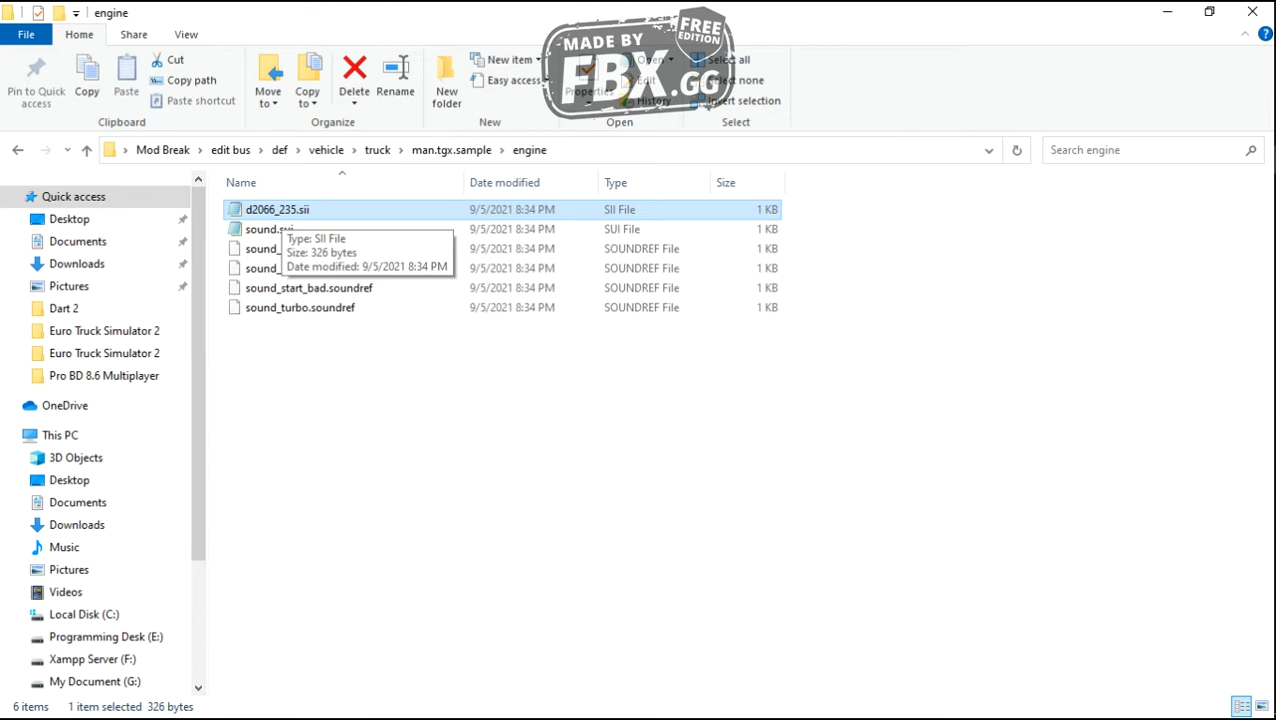 engine
File Home Share View
Pin to Quick access
Copy
Paste
Cut
Copy path
Paste shortcut
Clipboard
Move to
Copy to
Delete
Rename
Organize
New folder
New item
Easy access
New
Properties
Open
Edit
History
Open
Select all
Select none
Invert selection
Select
MADE BY
FREE EDITION
FBX.GG
Mod Break edit bus def vehicle truck man.tgx.sample engine
Search engine
Name Date modified Type Size
d2066_235.sii 9/5/2021 8:34 PM SII File 1 KB
sound.sui 9/5/2021 8:34 PM SUI File 1 KB
sound_ 9/5/2021 8:34 PM SOUNDREF File 1 KB
sound_ 9/5/2021 8:34 PM SOUNDREF File 1 KB
sound_start_bad.soundref 9/5/2021 8:34 PM SOUNDREF File 1 KB
sound_turbo.soundref 9/5/2021 8:34 PM SOUNDREF File 1 KB
Type: SII File
Size: 326 bytes
Date modified: 9/5/2021 8:34 PM
Quick access
Desktop
Documents
Downloads
Pictures
Dart 2
Euro Truck Simulator 2
Euro Truck Simulator 2
Pro BD 8.6 Multiplayer
OneDrive
This PC
3D Objects
Desktop
Documents
Downloads
Music
Pictures
Videos
Local Disk (C:)
Programming Desk (E:)
Xampp Server (F:)
My Document (G:)
6 items 1 item selected 326 bytes